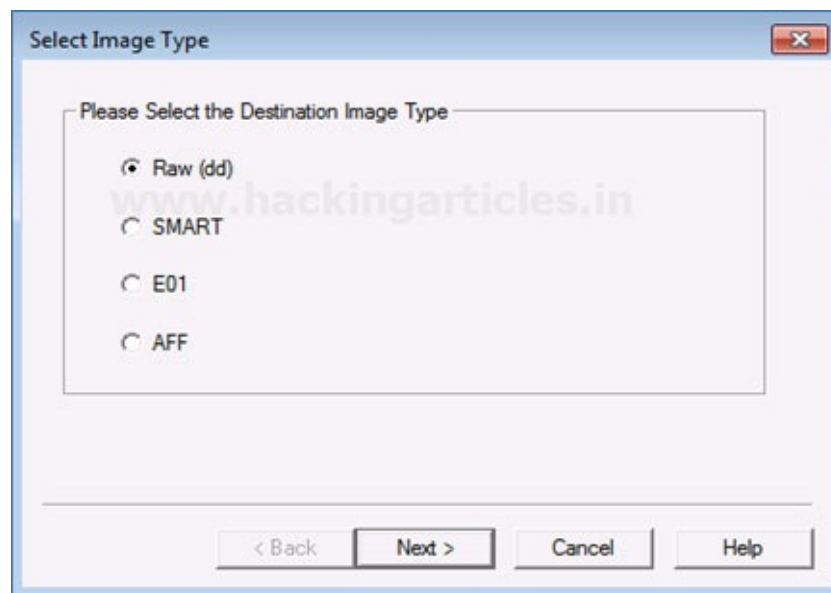 Select Image Type
Please Select the Destination Image Type
Raw (dd)
www.hackingarticles.in
SMART
E01
AFF
< Back
Next >
Cancel
Help